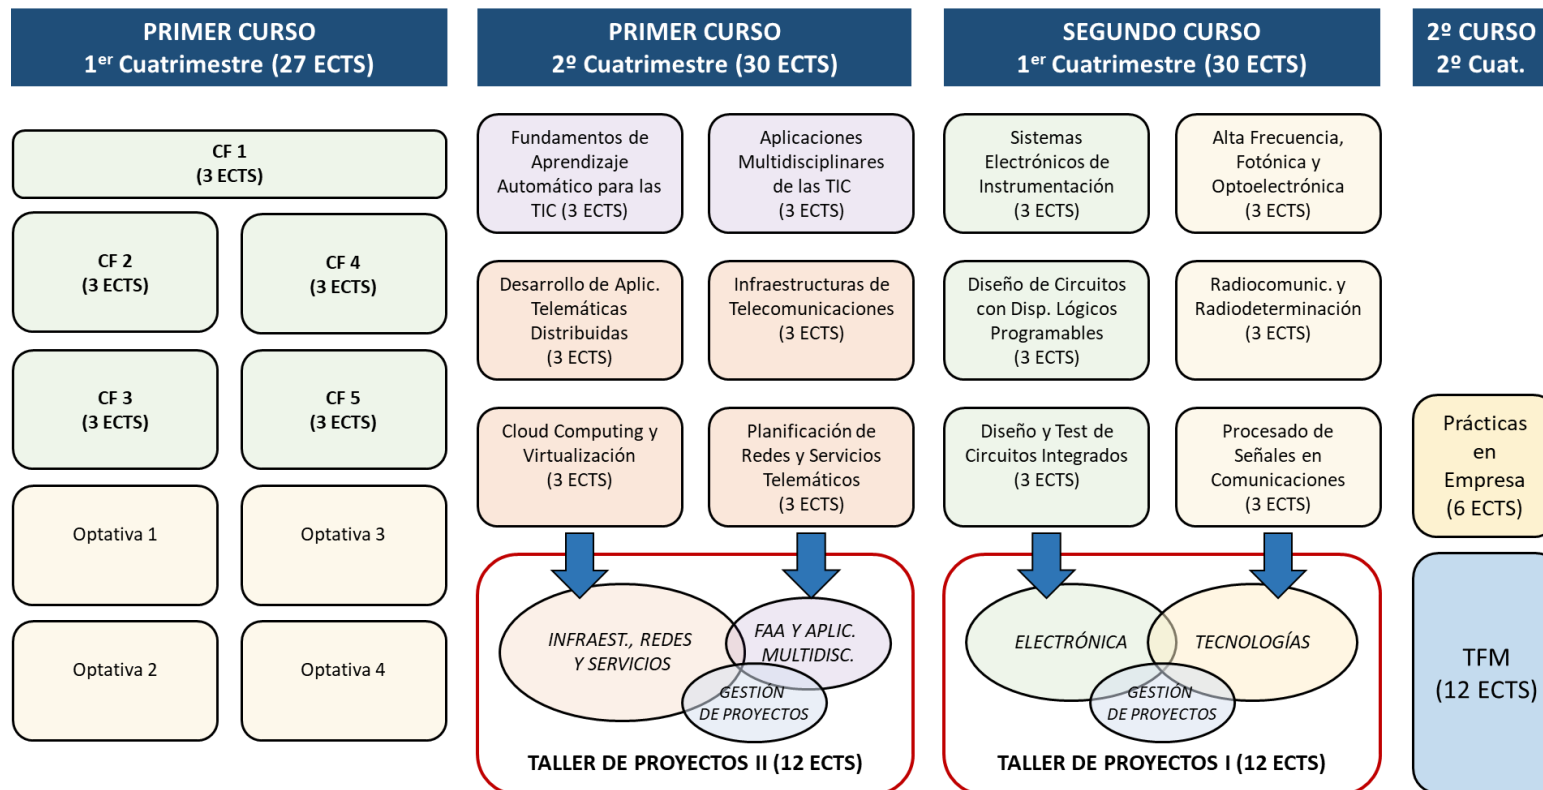 PRIMER CURSO
1er Cuatrimestre (27 ECTS)
CF 1
(3 ECTS)
CF 2
(3 ECTS)
CF 4
(3 ECTS)
CF 3
(3 ECTS)
CF 5
(3 ECTS)
Optativa 1
Optativa 3
Optativa 2
Optativa 4
PRIMER CURSO
2º Cuatrimestre (30 ECTS)
Fundamentos de
Aprendizaje
Automático para las
TIC (3 ECTS)
Aplicaciones
Multidisciplinares
de las TIC
(3 ECTS)
Desarrollo de Aplic.
Telemáticas
Distribuidas
(3 ECTS)
Infraestructuras de
Telecomunicaciones
(3 ECTS)
Cloud Computing y
Virtualización
(3 ECTS)
Planificación de
Redes y Servicios
Telemáticos
(3 ECTS)
INFRAEST., REDES
Y SERVICIOS
FAA Y APLIC.
MULTIDISC.
GESTIÓN
DE PROYECTOS
TALLER DE PROYECTOS II (12 ECTS)
SEGUNDO CURSO
1er Cuatrimestre (30 ECTS)
Sistemas
Electrónicos de
Instrumentación
(3 ECTS)
Alta Frecuencia,
Fotónica y
Optoelectrónica
(3 ECTS)
Diseño de Circuitos
con Disp. Lógicos
Programables
(3 ECTS)
Radiocomunic. y
Radiodeterminación
(3 ECTS)
Diseño y Test de
Circuitos Integrados
(3 ECTS)
Procesado de
Señales en
Comunicaciones
(3 ECTS)
ELECTRÓNICA
TECNOLOGÍAS
GESTIÓN
DE PROYECTOS
TALLER DE PROYECTOS I (12 ECTS)
2º CURSO
2º Cuat.
Prácticas
en
Empresa
(6 ECTS)
TFM
(12 ECTS)